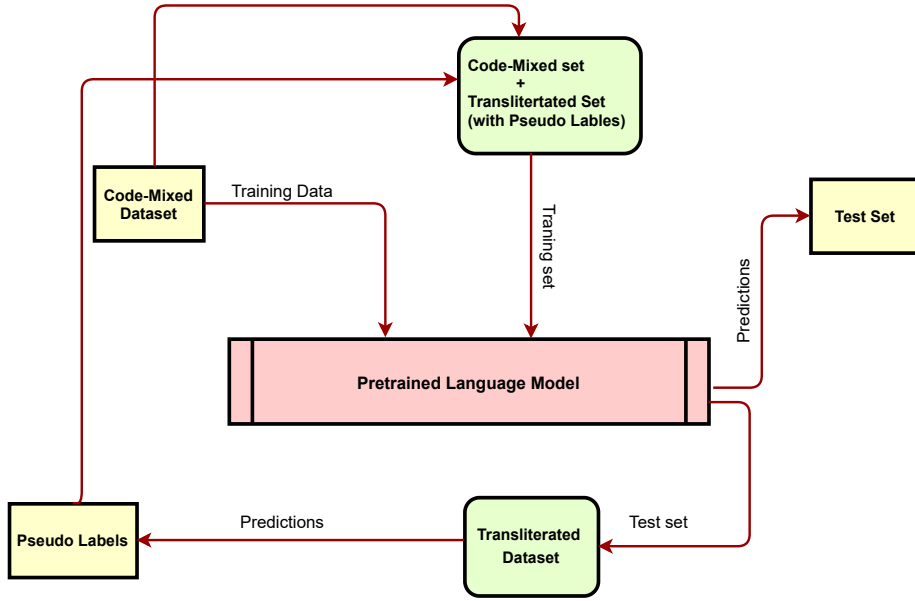 Code-Mixed set
+
Translitertated Set
(with Pseudo Lables)
Code-Mixed
Dataset
Training Data
Traning set
Test Set
Predictions
Pretrained Language Model
Pseudo Labels
Predictions
Transliterated
Dataset
Test set